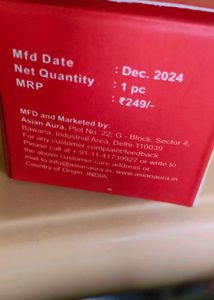 Mfd Date : Dec. 2024
Net Quantity : 1 pc
MRP : ₹249/-
MFD and Marketed by:
Asian Aura, Plot No. 22, G - Block, Sector 4,
Bawana, Industrial Area, Delhi-110039
For any customer complaint/feedback
Please call at + 91-11-41739927 or write to
the above customer care address or
mail to info@asianaura.in www.asianaura.in
Country of Origin: INDIA